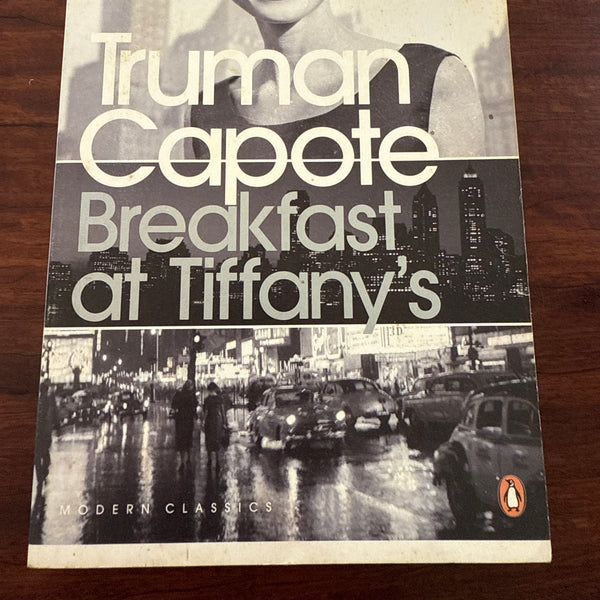 Truman
Capote
Breakfast
at Tiffany's
MODERN CLASSICS